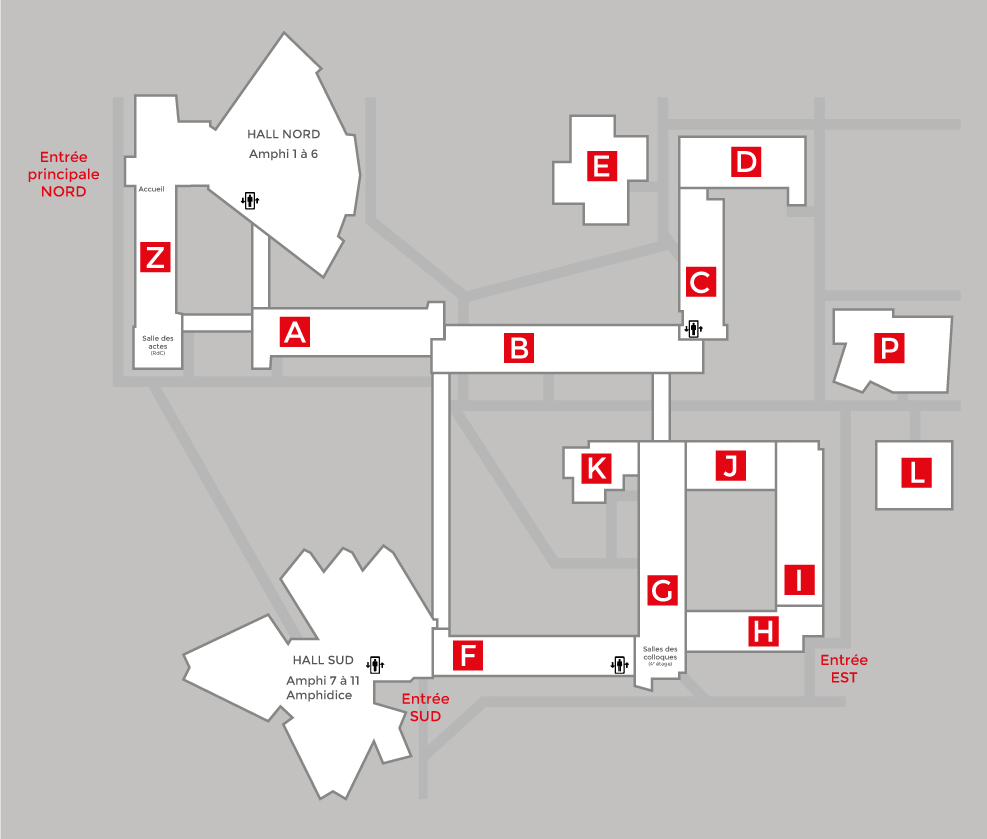 HALL NORD
Amphi 1 à 6
Entrée
principale
NORD
E
D
Accueil
Z
C
A
Salle des
actes
(RdC)
B
P
K
J
L
I
G
H
F
Salles des
colloques
(4e étage)
HALL SUD
Amphi 7 à 11
Amphidice
Entrée
SUD
Entrée
EST